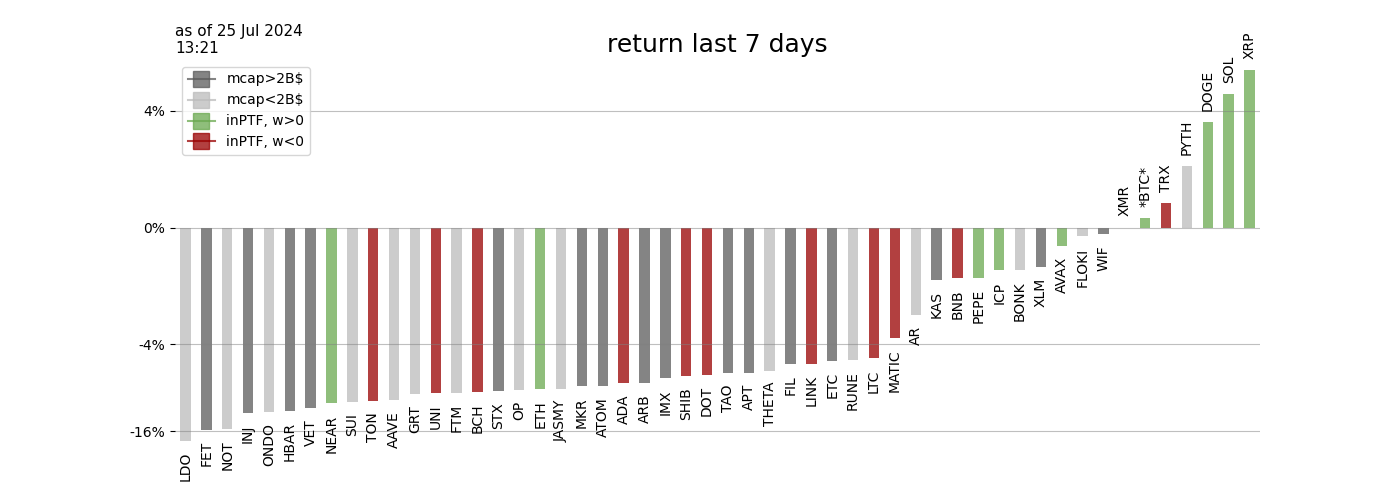 as of 25 Jul 2024
13:21
return last 7 days
mcap>2B$
mcap<2B$
inPTF, w>0
inPTF, w<0
4%
0%
-4%
-16%
LDO
FET
NOT
INJ
ONDO
HBAR
VET
NEAR
SUI
TON
AAVE
GRT
UNI
FTM
BCH
STX
OP
ETH
JASMY
MKR
ATOM
ADA
ARB
IMX
SHIB
DOT
TAO
APT
THETA
FIL
LINK
ETC
RUNE
LTC
MATIC
AR
KAS
BNB
PEPE
ICP
BONK
XLM
AVAX
FLOKI
WIF
XMR
*BTC*
TRX
PYTH
DOGE
SOL
XRP